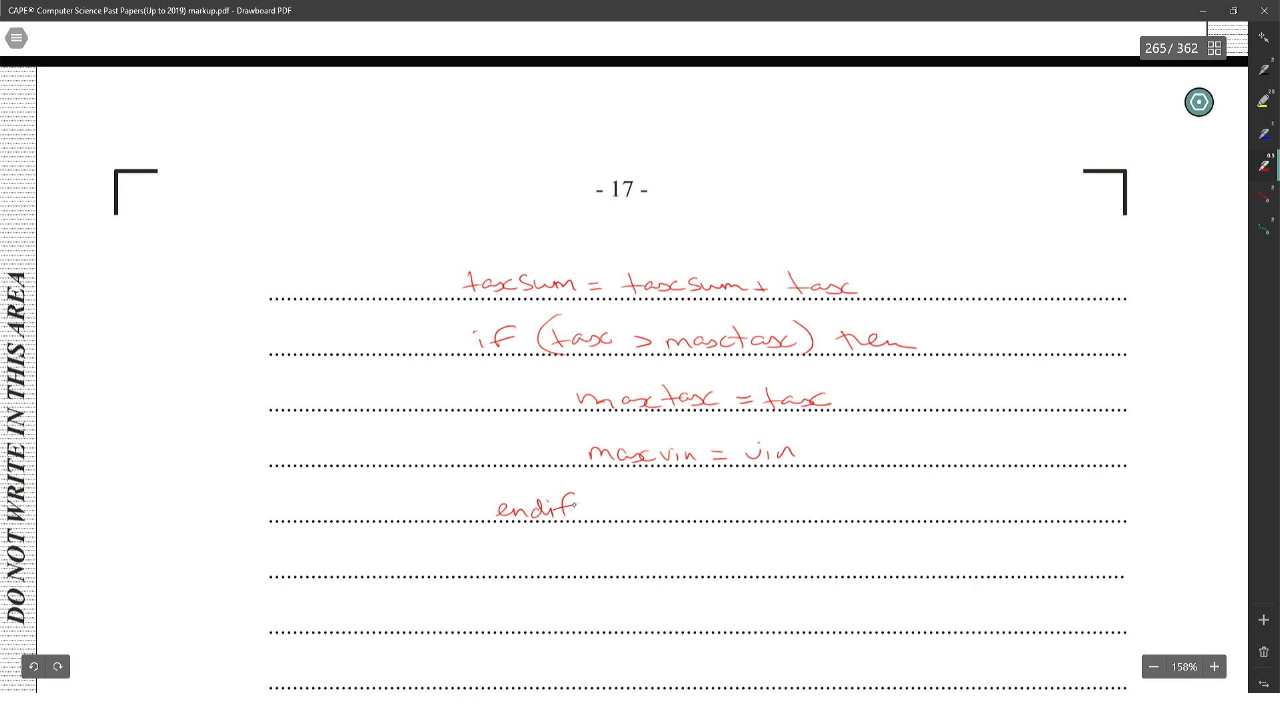 CAPE® Computer Science Past Papers(Up to 2019) markup.pdf - Drawboard PDF
265 / 362
- 17 -
taxSum = taxsum + tax
if (tax > maxtax) then
maxtax = tax
maxvin = vin
endif
DO NOT WRITE IN THIS AREA
158%